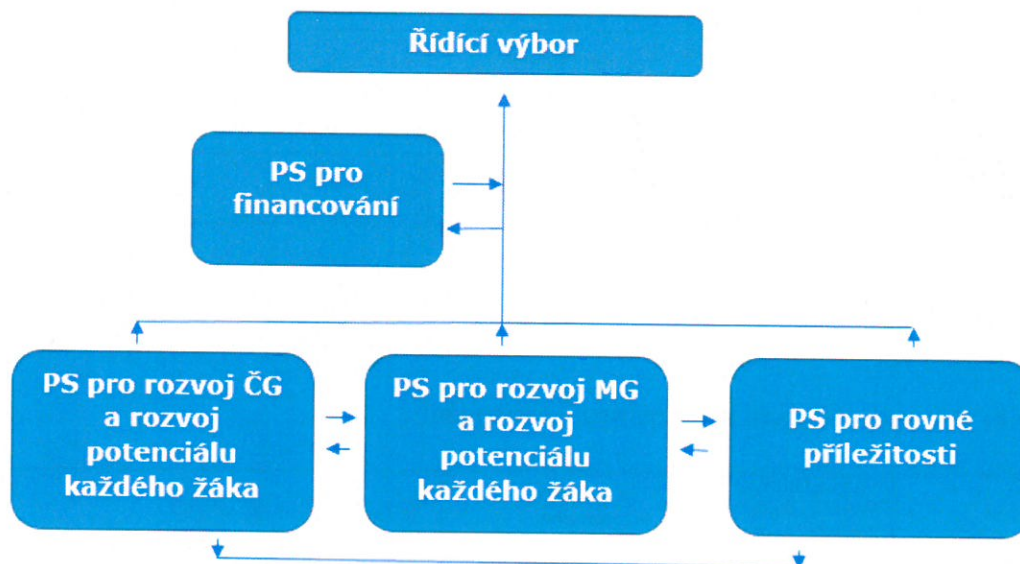 Řídící výbor
PS pro
financování
PS pro rozvoj ČG
a rozvoj
potenciálu
každého žáka
PS pro rozvoj MG
a rozvoj
potenciálu
každého žáka
PS pro rovné
příležitosti